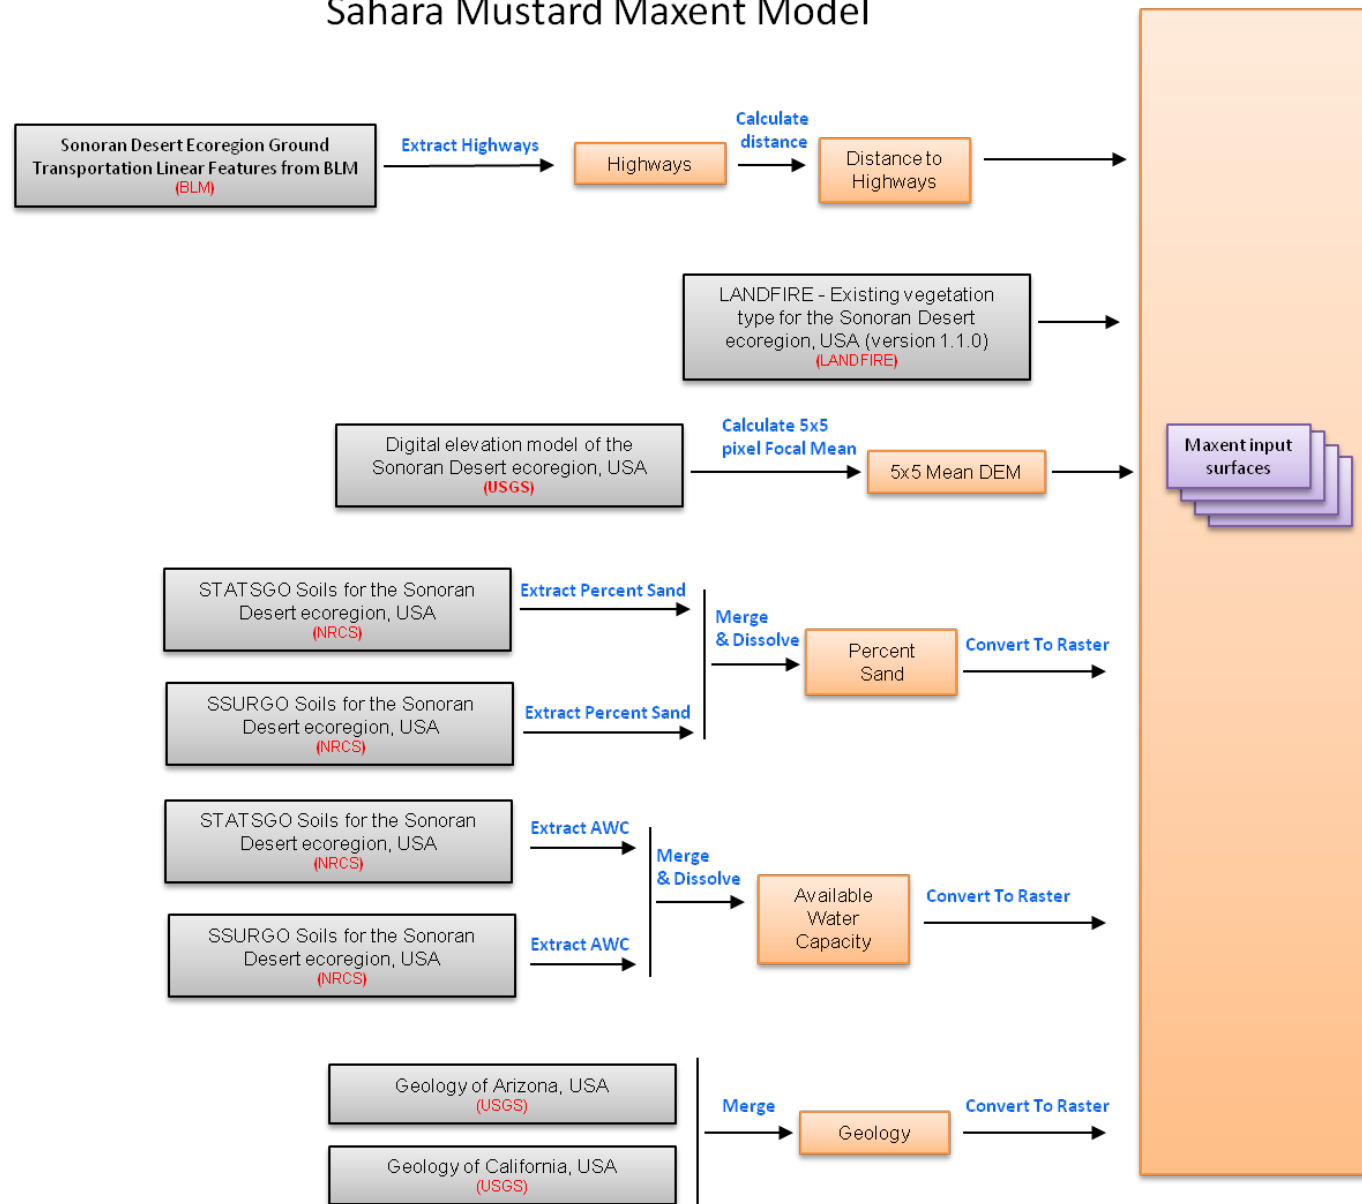 Sahara Mustard Maxent Model
Sonoran Desert Ecoregion Ground
Transportation Linear Features from BLM
(BLM)
Extract Highways
Highways
Calculate
distance
Distance to
Highways
LANDFIRE - Existing vegetation
type for the Sonoran Desert
ecoregion, USA (version 1.1.0)
(LANDFIRE)
Digital elevation model of the
Sonoran Desert ecoregion, USA
(USGS)
Calculate 5x5
pixel Focal Mean
5x5 Mean DEM
Maxent input
surfaces
STATSGO Soils for the Sonoran
Desert ecoregion, USA
(NRCS)
Extract Percent Sand
SSURGO Soils for the Sonoran
Desert ecoregion, USA
(NRCS)
Extract Percent Sand
Merge
& Dissolve
Percent
Sand
Convert To Raster
STATSGO Soils for the Sonoran
Desert ecoregion, USA
(NRCS)
Extract AWC
SSURGO Soils for the Sonoran
Desert ecoregion, USA
(NRCS)
Extract AWC
Merge
& Dissolve
Available
Water
Capacity
Convert To Raster
Geology of Arizona, USA
(USGS)
Geology of California, USA
(USGS)
Merge
Geology
Convert To Raster